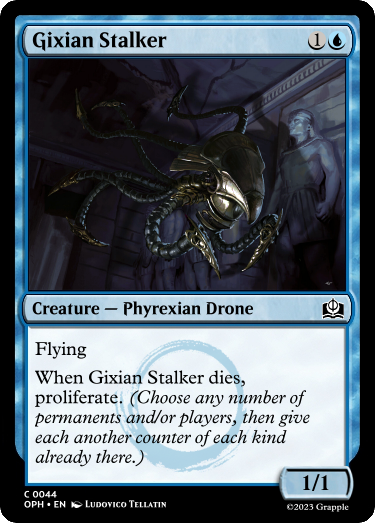 Gixian Stalker 1
Creature — Phyrexian Drone
Flying
When Gixian Stalker dies,
proliferate. (Choose any number of
permanents and/or players, then give
each another counter of each kind
already there.)
1/1
C 0044
OPH • EN Ludovico Tellatin
©2023 Grapple